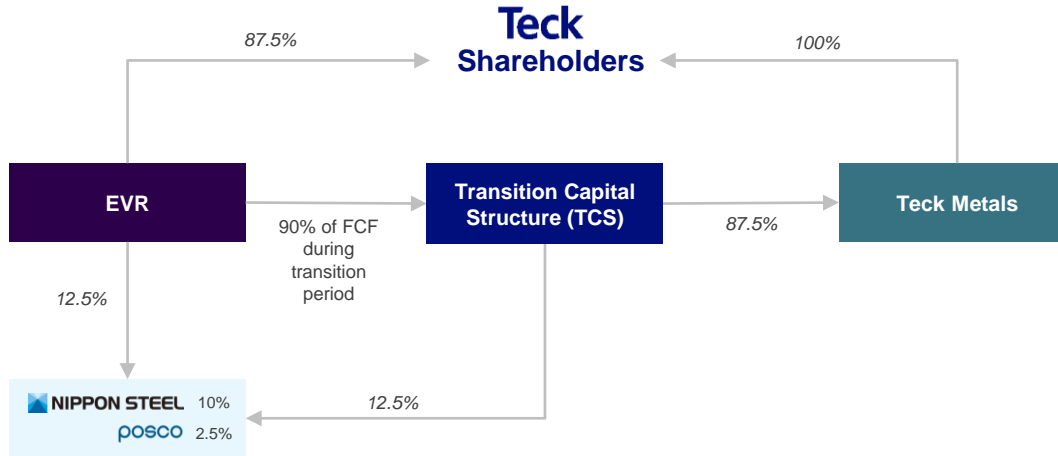 Teck
Shareholders
87.5%
100%
EVR
Transition Capital
Structure (TCS)
Teck Metals
90% of FCF
during
transition
period
87.5%
12.5%
NIPPON STEEL 10%
posco 2.5%
12.5%